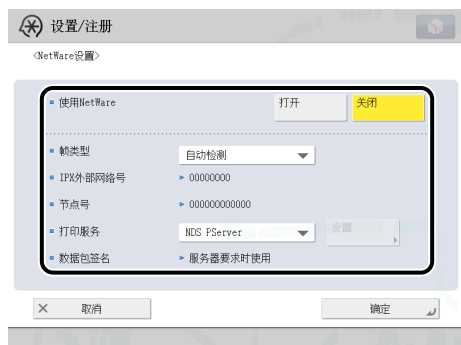 设置/注册
<NetWare设置>
使用NetWare 打开 关闭
帧类型 自动检测
IPX外部网络号 00000000
节点号 000000000000
打印服务 NDS PServer 设置
数据包签名 服务器要求时使用
取消 确定